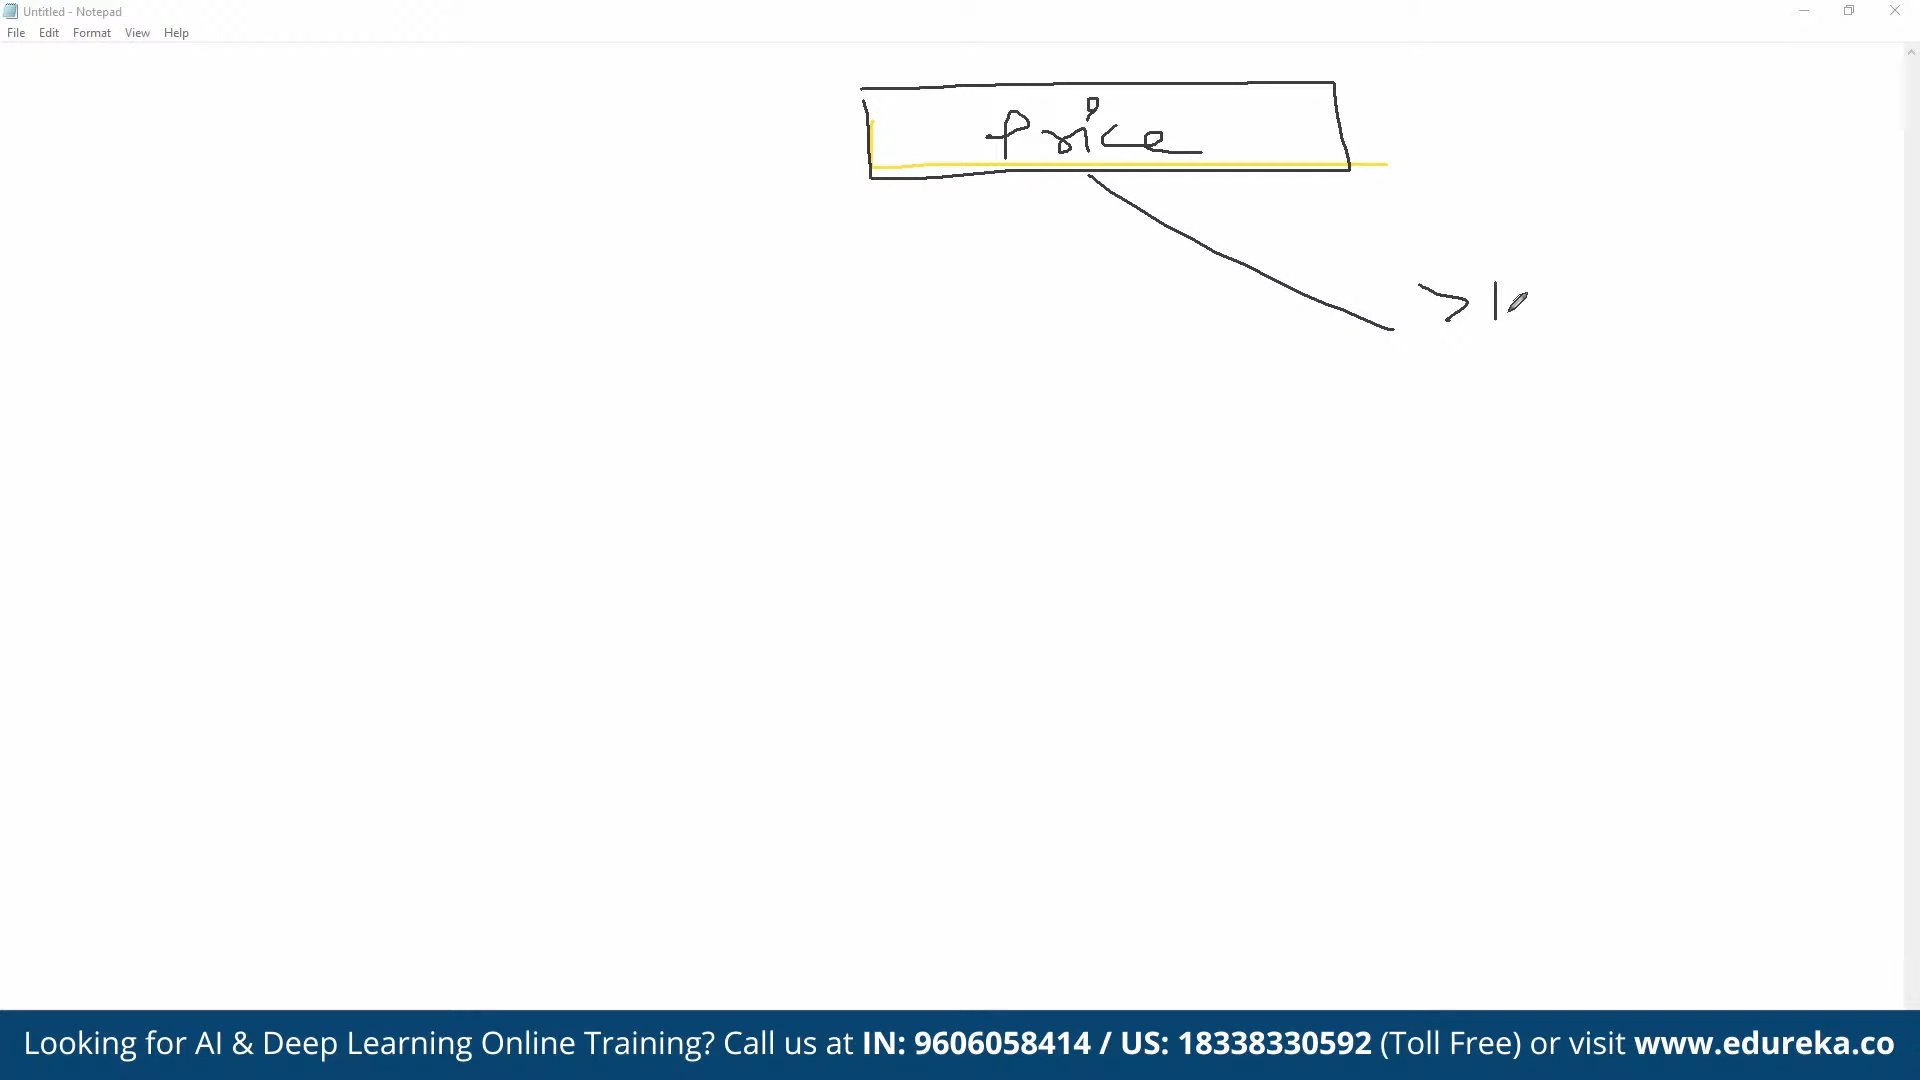 Untitled - Notepad
File Edit Format View Help
Price
> 1
Looking for AI & Deep Learning Online Training? Call us at IN: 9606058414 / US: 18338330592 (Toll Free) or visit www.edureka.co